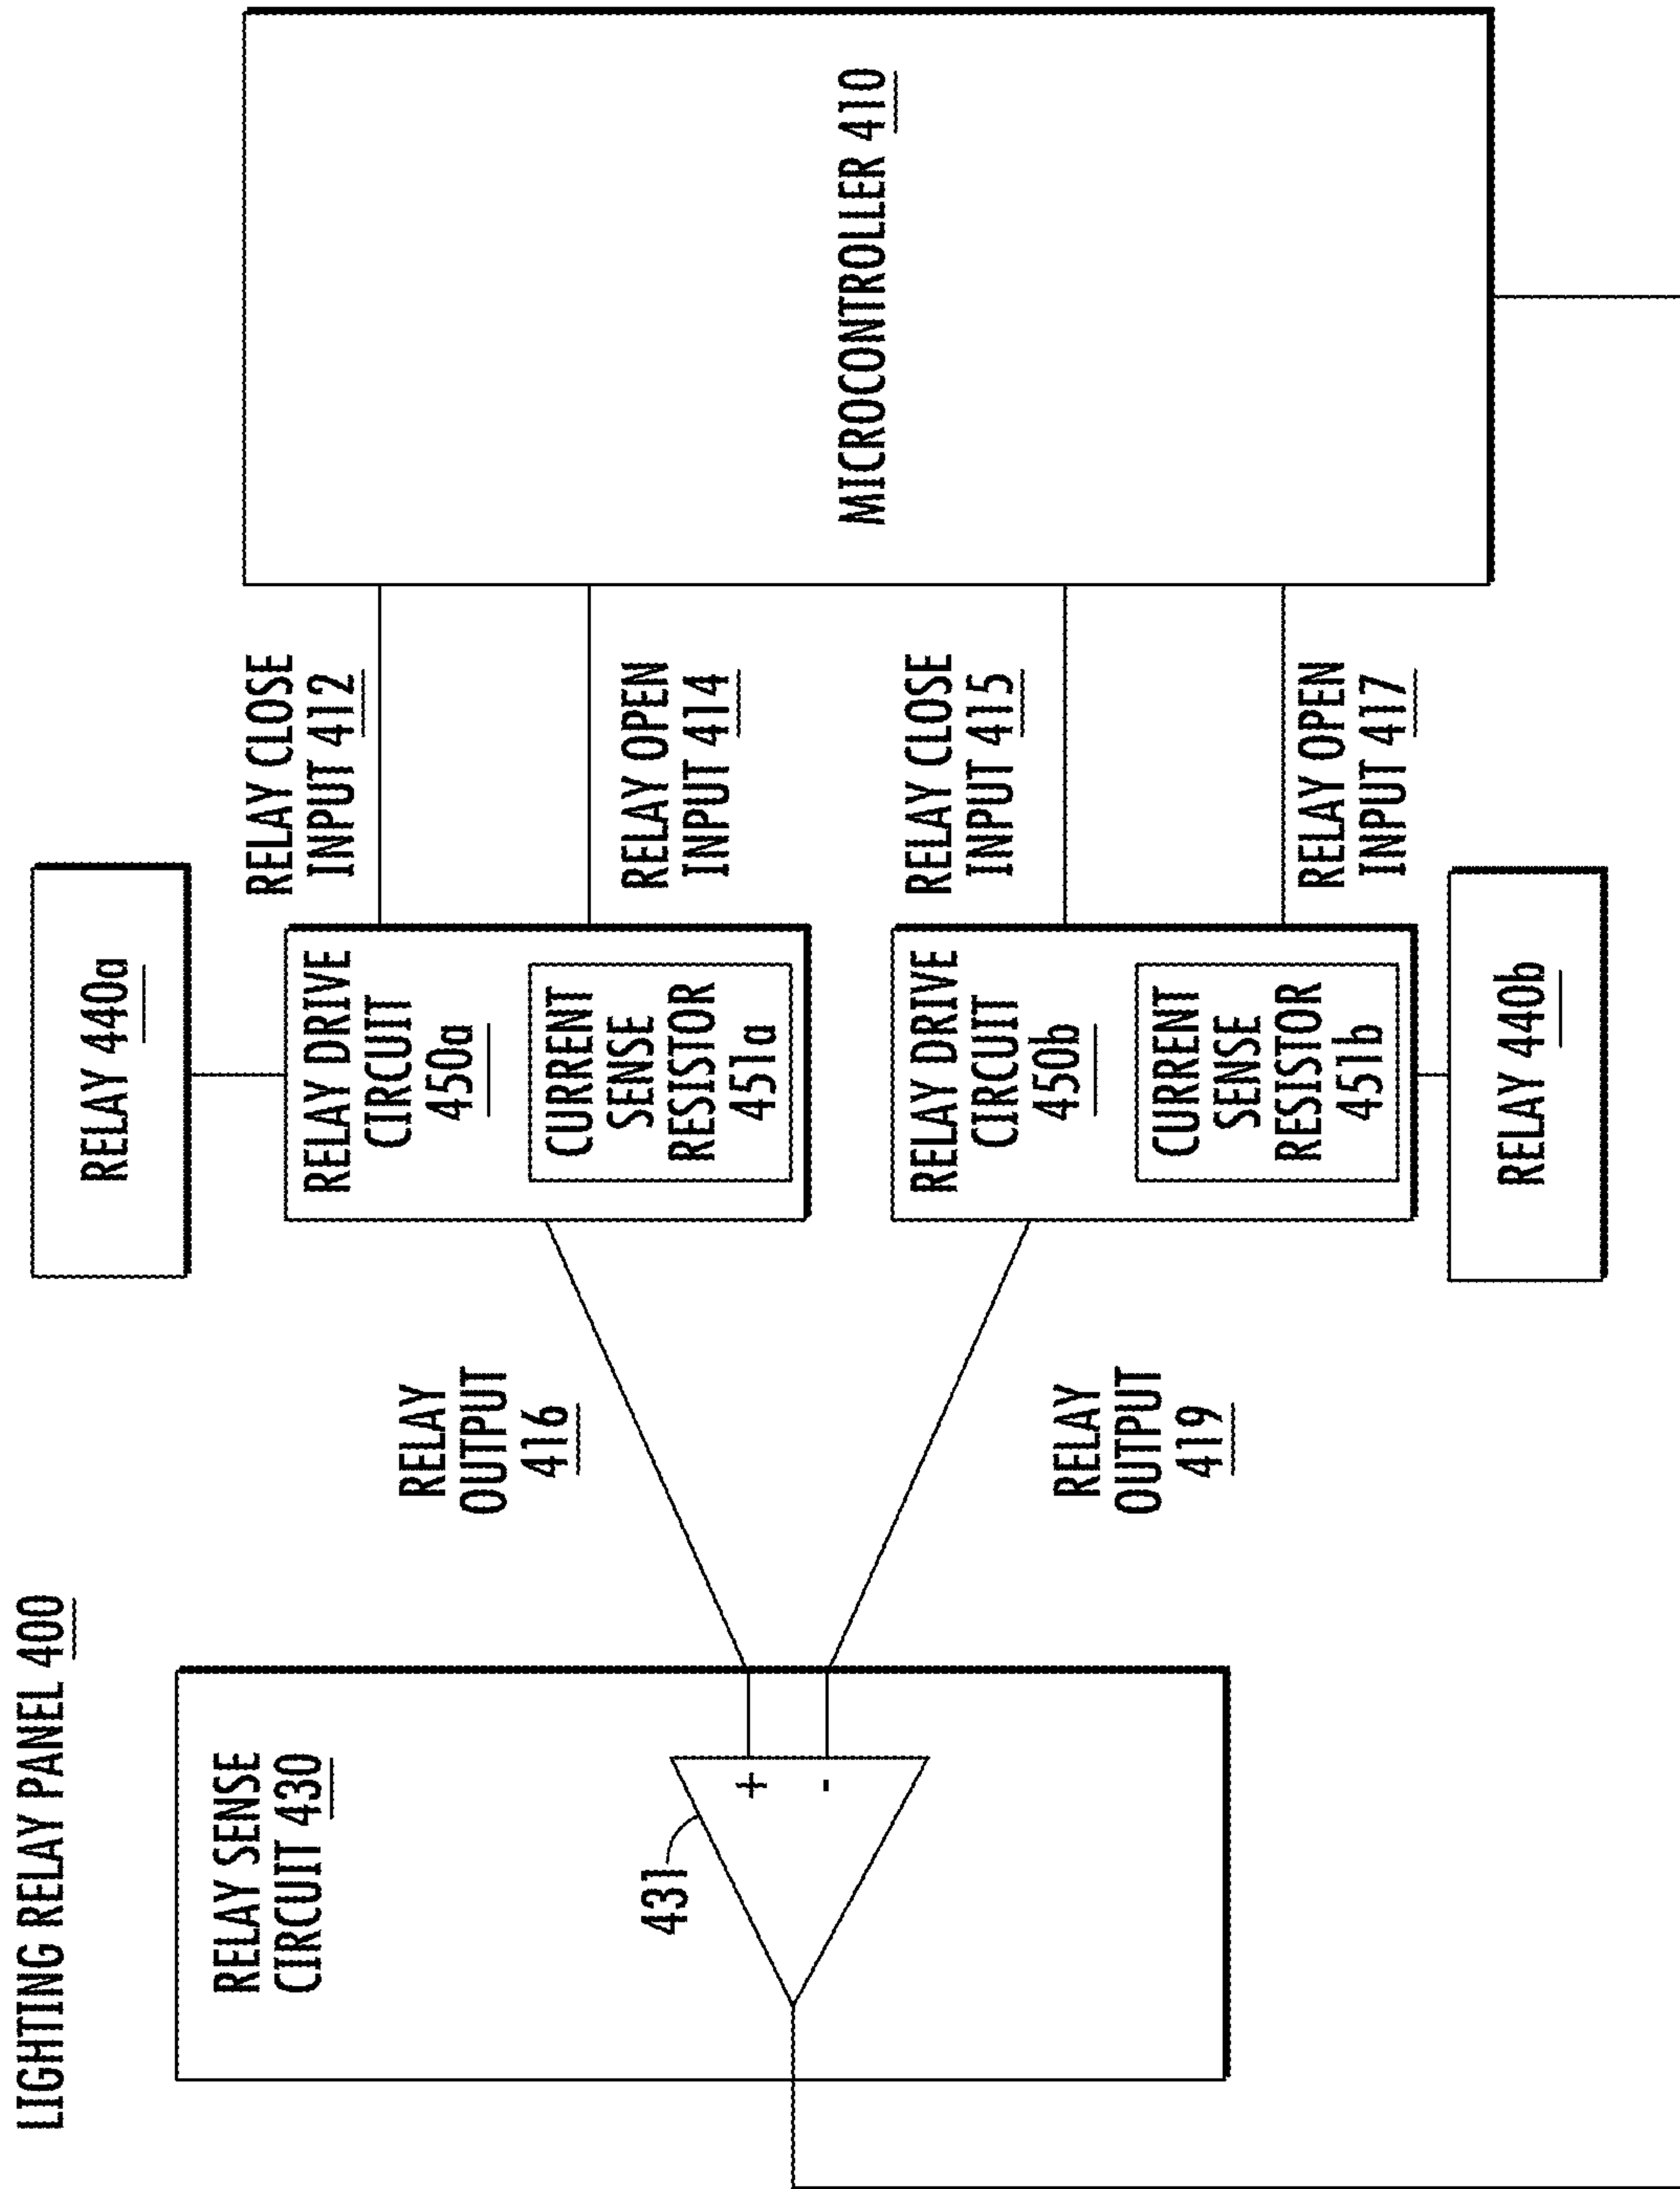 LIGHTING RELAY PANEL 400
RELAY SENSE
CIRCUIT 430
431
+
-
RELAY
OUTPUT
416
RELAY
OUTPUT
419
RELAY 440a
RELAY DRIVE
CIRCUIT
450a
CURRENT
SENSE
RESISTOR
451a
RELAY DRIVE
CIRCUIT
450b
CURRENT
SENSE
RESISTOR
451b
RELAY 440b
RELAY CLOSE
INPUT 412
RELAY OPEN
INPUT 414
RELAY CLOSE
INPUT 415
RELAY OPEN
INPUT 417
MICROCONTROLLER 410